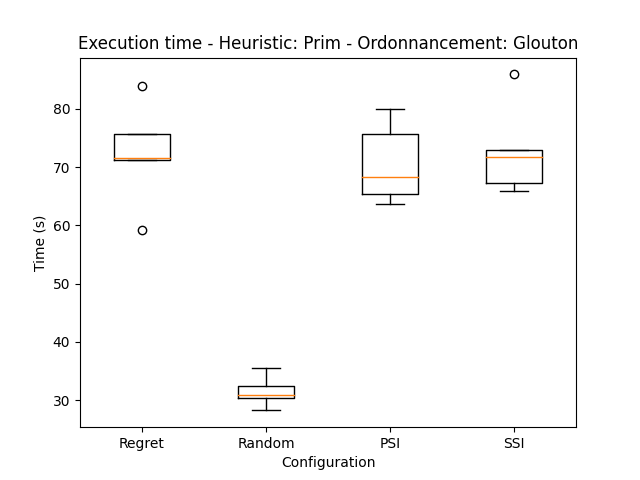 Execution time - Heuristic: Prim - Ordonnancement: Glouton
80
70
60
50
40
30
Time (s)
Regret Random PSI SSI
Configuration